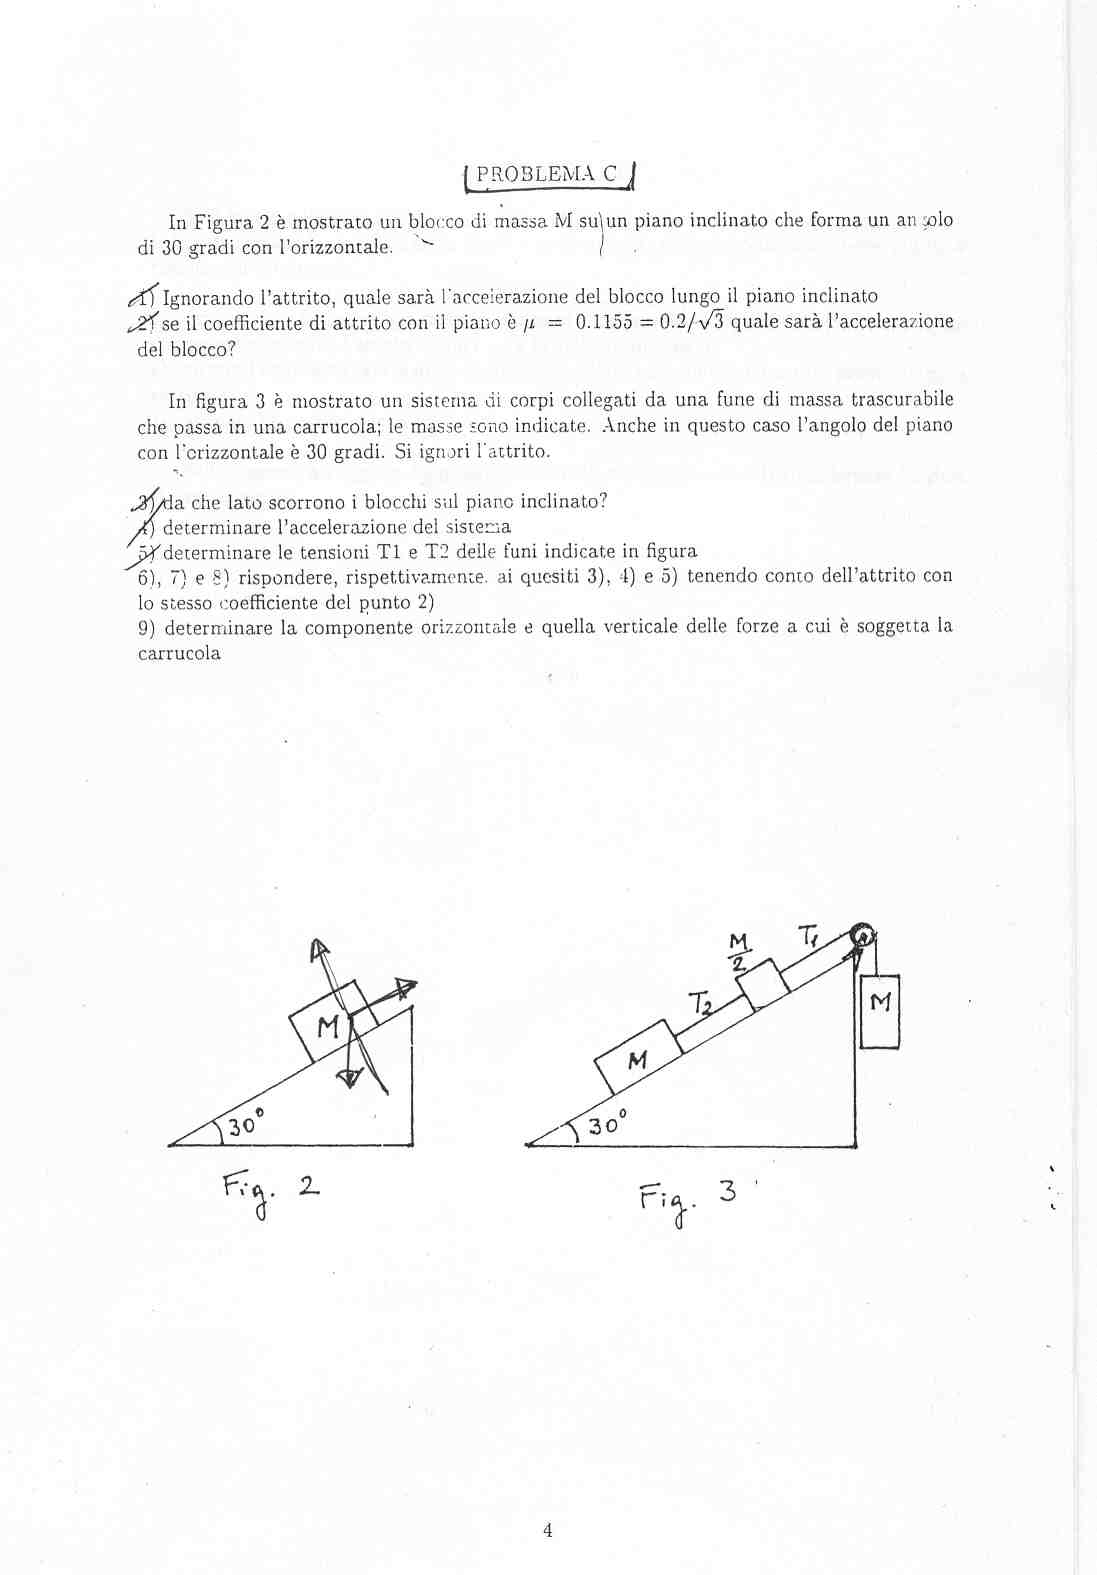 PROBLEMA C
In Figura 2 è mostrato un blocco di massa M su un piano inclinato che forma un angolo
di 30 gradi con l'orizzontale.
1) Ignorando l'attrito, quale sarà l'accelerazione del blocco lungo il piano inclinato
2) se il coefficiente di attrito con il piano è μ = 0.1155 = 0.2/√3 quale sarà l'accelerazione
del blocco?
In figura 3 è mostrato un sistema di corpi collegati da una fune di massa trascurabile
che passa in una carrucola; le masse sono indicate. Anche in questo caso l'angolo del piano
con l'orizzontale è 30 gradi. Si ignori l'attrito.
3) da che lato scorrono i blocchi sul piano inclinato?
4) determinare l'accelerazione del sistema
5) determinare le tensioni T1 e T2 delle funi indicate in figura
6), 7) e 8) rispondere, rispettivamente, ai quesiti 3), 4) e 5) tenendo conto dell'attrito con
lo stesso coefficiente del punto 2)
9) determinare la componente orizzontale e quella verticale delle forze a cui è soggetta la
carrucola
M
30°
Fig. 2
T1
M/2
T2
M
M
30°
Fig. 3
4